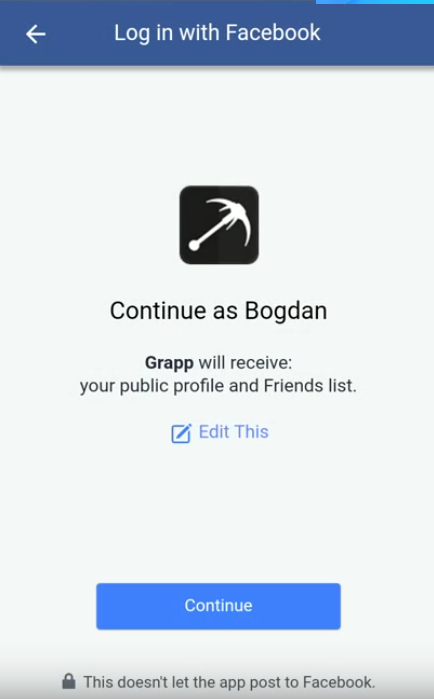 Log in with Facebook
Continue as Bogdan
Grapp will receive:
your public profile and Friends list.
Edit This
Continue
This doesn't let the app post to Facebook.